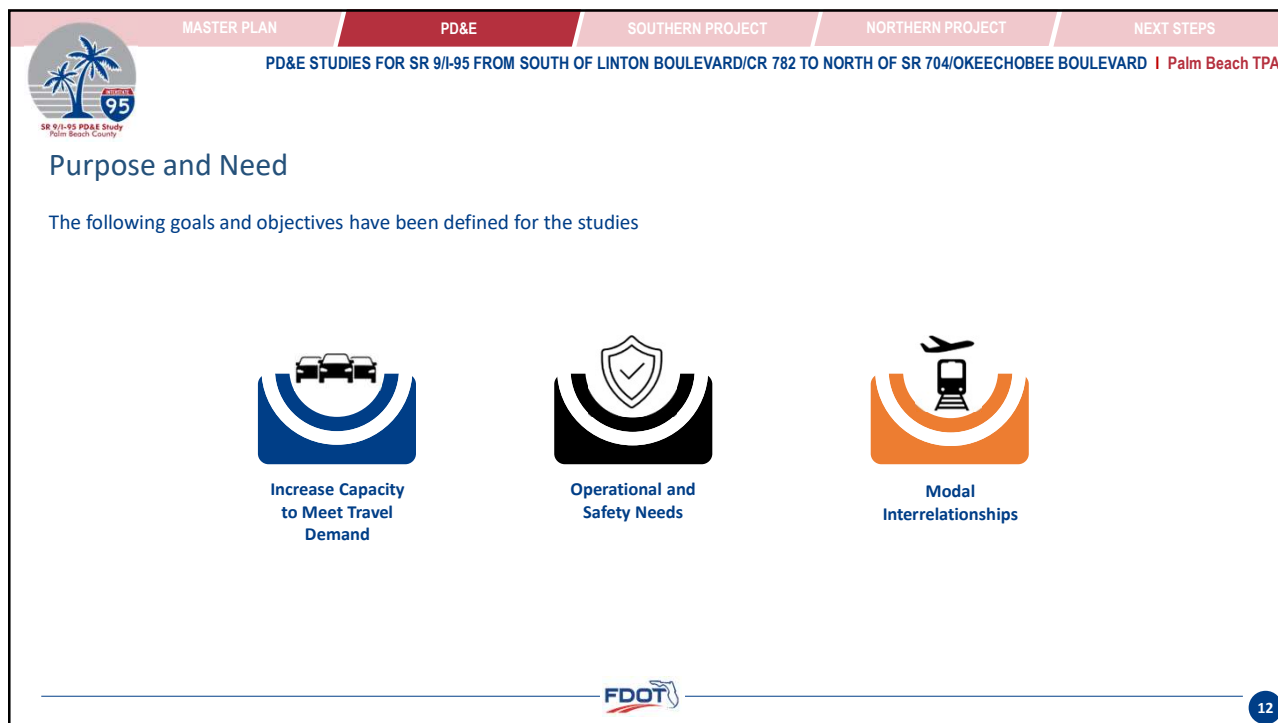 MASTER PLAN
PD&E
SOUTHERN PROJECT
NORTHERN PROJECT
NEXT STEPS
PD&E STUDIES FOR SR 9/I-95 FROM SOUTH OF LINTON BOULEVARD/CR 782 TO NORTH OF SR 704/OKEECHOBEE BOULEVARD I Palm Beach TPA
INTERSTATE
95
SR 9/I-95 PD&E Study
Palm Beach County
Purpose and Need
The following goals and objectives have been defined for the studies
Increase Capacity
to Meet Travel
Demand
Operational and
Safety Needs
Modal
Interrelationships
FDOT
12